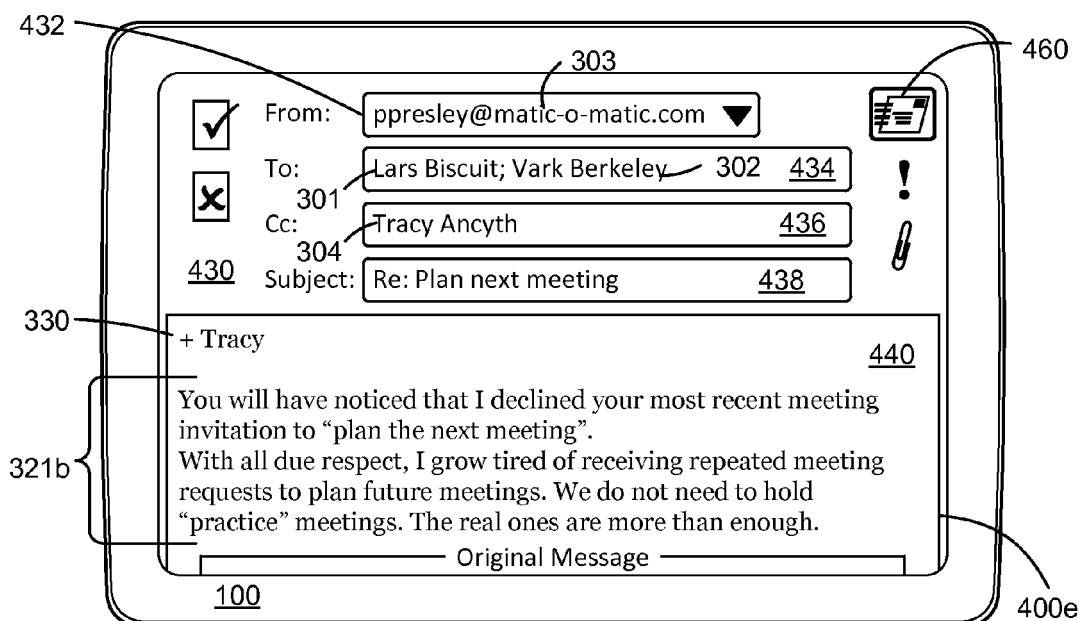 432
303
460
From: ppresley@matic-o-matic.com
To: Lars Biscuit; Vark Berkeley 302 434
301
Cc: Tracy Ancyth 436
304
430 Subject: Re: Plan next meeting 438
330
+ Tracy
440
You will have noticed that I declined your most recent meeting
invitation to “plan the next meeting”.
321b
With all due respect, I grow tired of receiving repeated meeting
requests to plan future meetings. We do not need to hold
“practice” meetings. The real ones are more than enough.
Original Message
100
400e